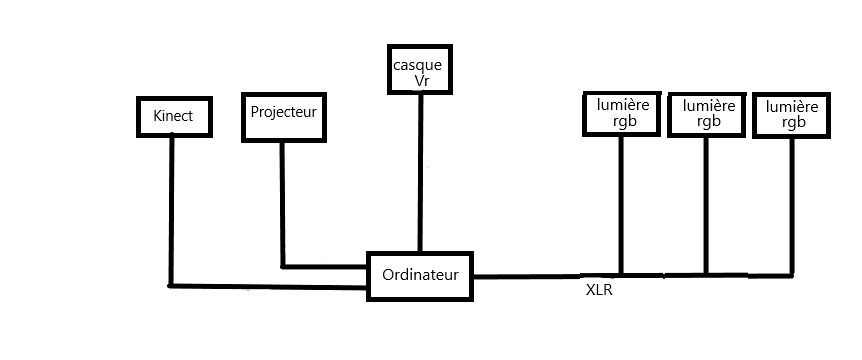 casque
Vr
Kinect
Projecteur
lumière
rgb
lumière
rgb
lumière
rgb
Ordinateur
XLR